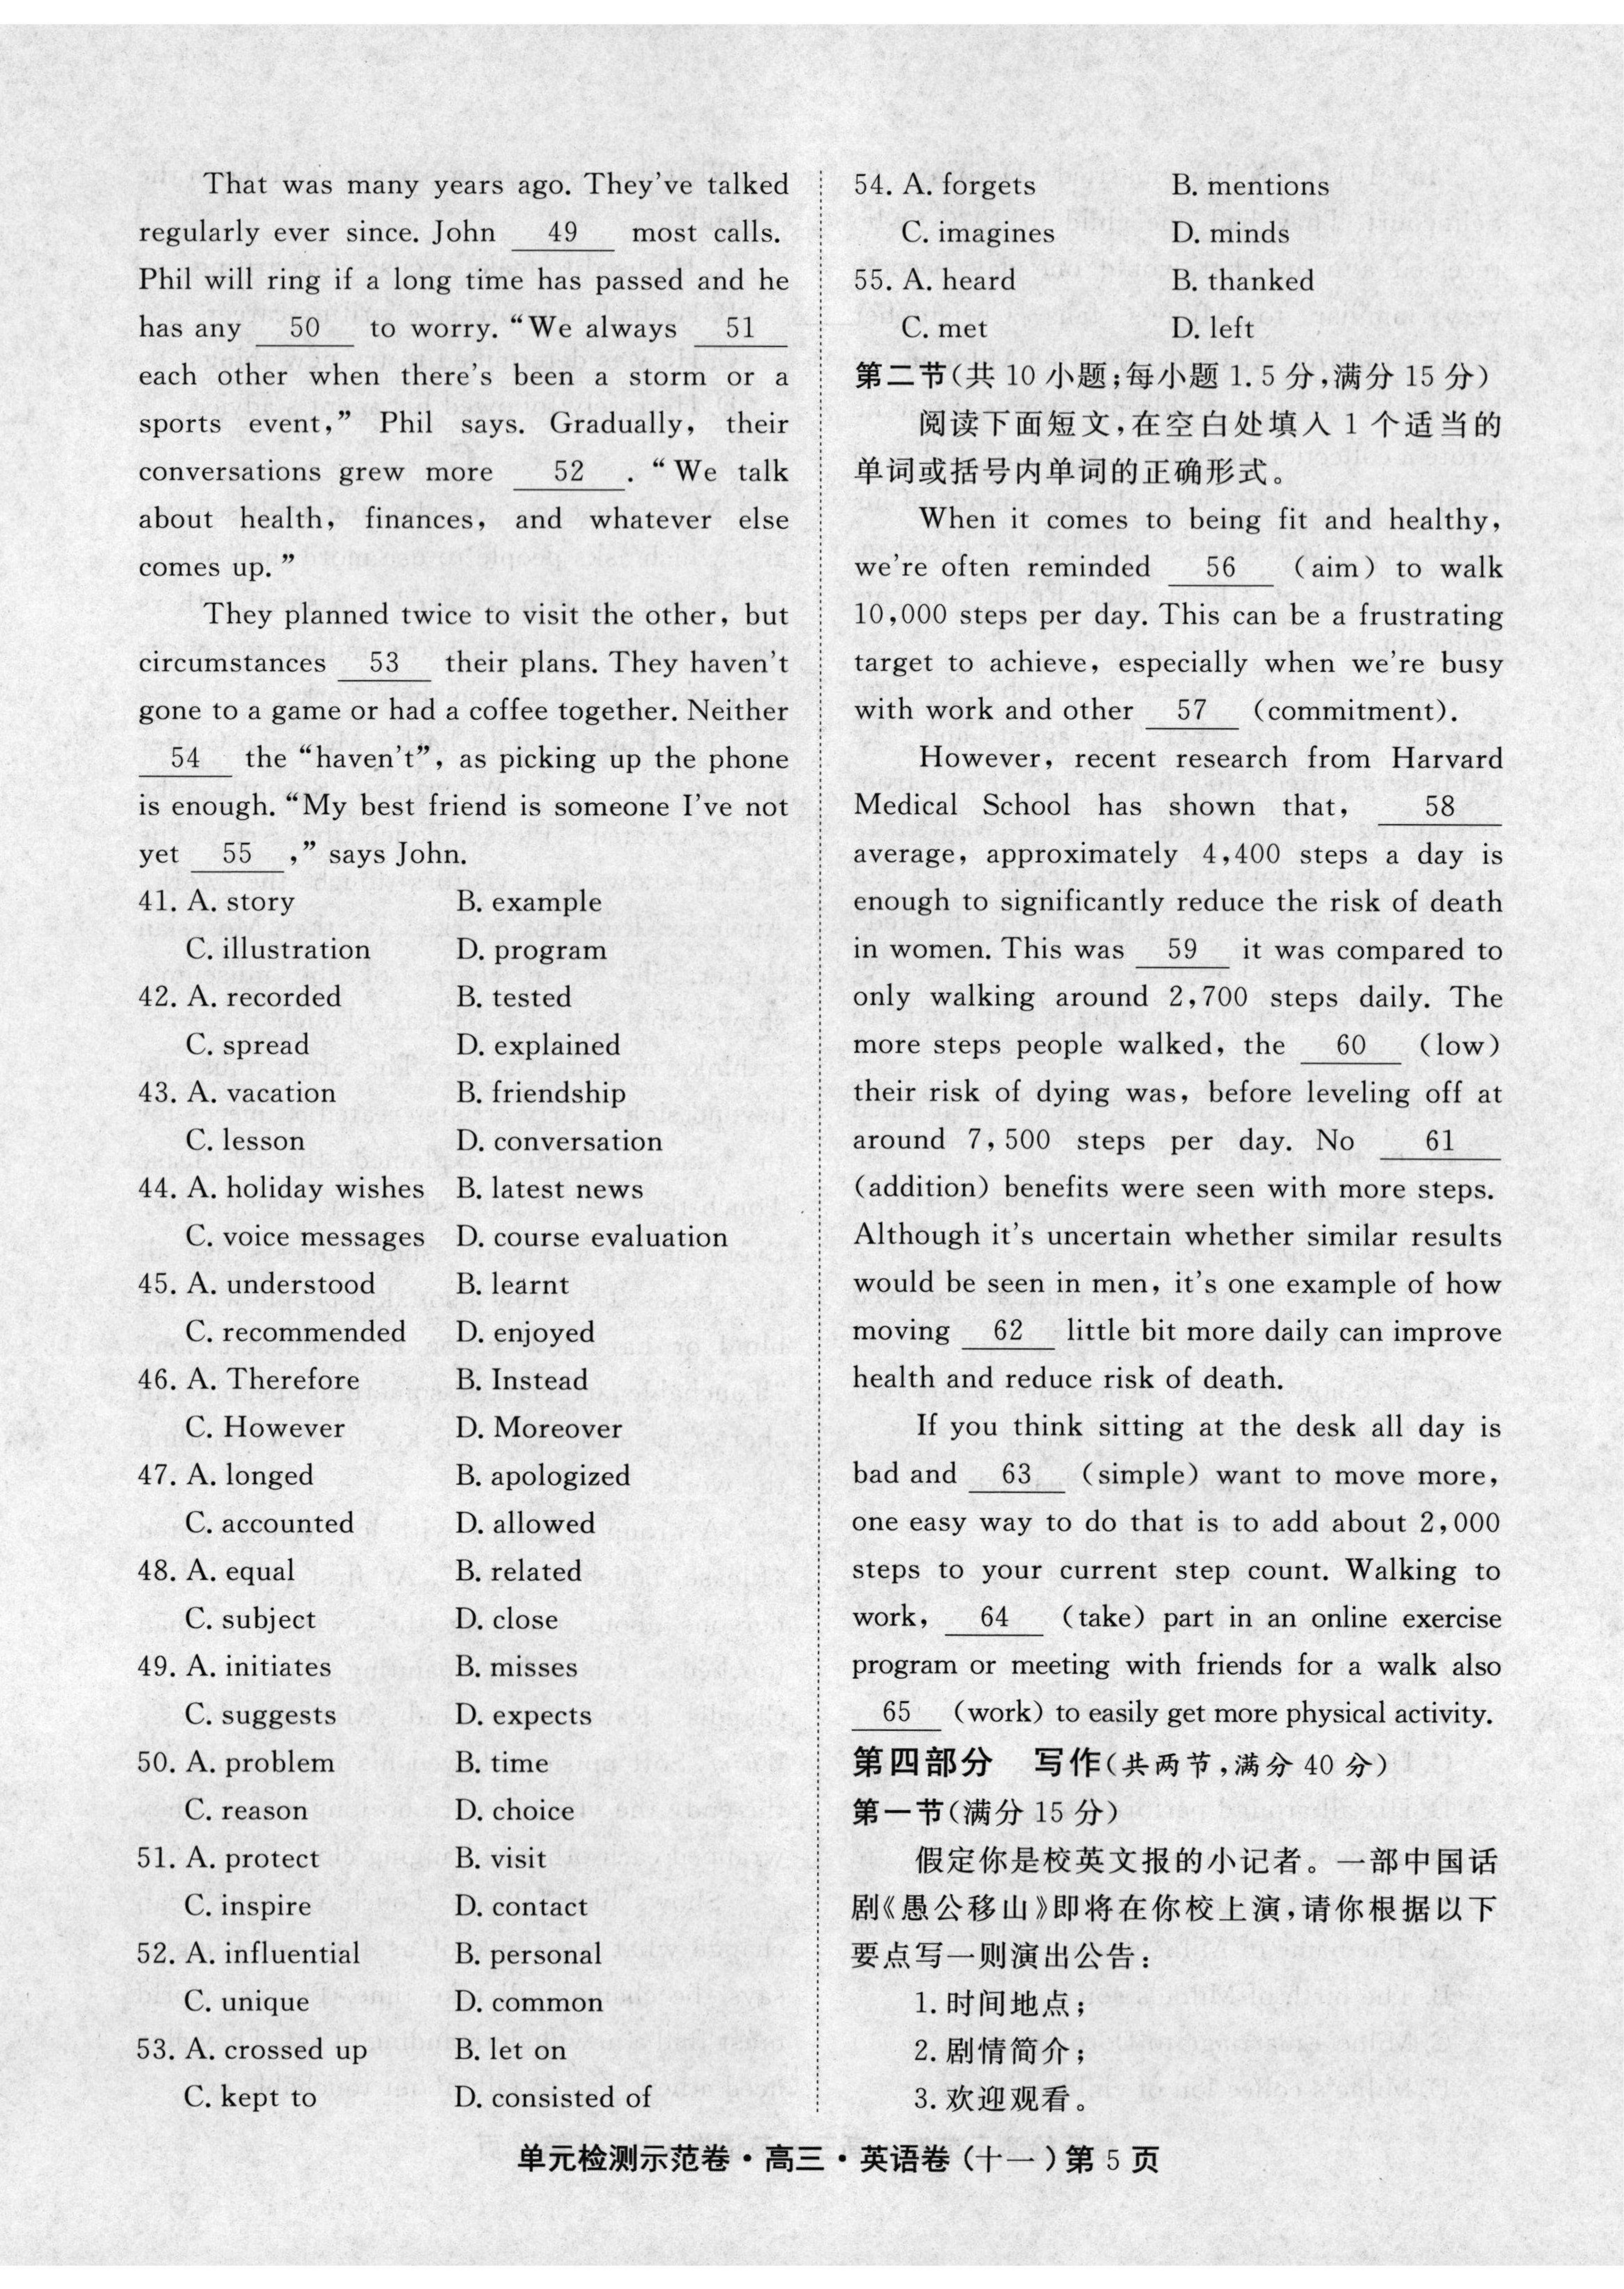 That was many years ago. They've talked
regularly ever since. John 49 most calls.
Phil will ring if a long time has passed and he
has any 50 to worry. “We always 51
each other when there's been a storm or a
sports event,” Phil says. Gradually, their
conversations grew more 52 . “We talk
about health, finances, and whatever else
comes up.”
They planned twice to visit the other, but
circumstances 53 their plans. They haven't
gone to a game or had a coffee together. Neither
54 the “haven't”, as picking up the phone
is enough. “My best friend is someone I've not
yet 55 ,” says John.
41. A. story B. example
C. illustration D. program
42. A. recorded B. tested
C. spread D. explained
43. A. vacation B. friendship
C. lesson D. conversation
44. A. holiday wishes B. latest news
C. voice messages D. course evaluation
45. A. understood B. learnt
C. recommended D. enjoyed
46. A. Therefore B. Instead
C. However D. Moreover
47. A. longed B. apologized
C. accounted D. allowed
48. A. equal B. related
C. subject D. close
49. A. initiates B. misses
C. suggests D. expects
50. A. problem B. time
C. reason D. choice
51. A. protect B. visit
C. inspire D. contact
52. A. influential B. personal
C. unique D. common
53. A. crossed up B. let on
C. kept to D. consisted of
54. A. forgets B. mentions
C. imagines D. minds
55. A. heard B. thanked
C. met D. left
第二节(共 10 小题;每小题 1.5 分,满分 15 分)
阅读下面短文,在空白处填入 1 个适当的
单词或括号内单词的正确形式。
When it comes to being fit and healthy,
we're often reminded 56 (aim) to walk
10,000 steps per day. This can be a frustrating
target to achieve, especially when we're busy
with work and other 57 (commitment).
However, recent research from Harvard
Medical School has shown that, 58
average, approximately 4,400 steps a day is
enough to significantly reduce the risk of death
in women. This was 59 it was compared to
only walking around 2,700 steps daily. The
more steps people walked, the 60 (low)
their risk of dying was, before leveling off at
around 7,500 steps per day. No 61
(addition) benefits were seen with more steps.
Although it's uncertain whether similar results
would be seen in men, it's one example of how
moving 62 little bit more daily can improve
health and reduce risk of death.
If you think sitting at the desk all day is
bad and 63 (simple) want to move more,
one easy way to do that is to add about 2,000
steps to your current step count. Walking to
work, 64 (take) part in an online exercise
program or meeting with friends for a walk also
65 (work) to easily get more physical activity.
第四部分 写作(共两节,满分 40 分)
第一节(满分 15 分)
假定你是校英文报的小记者。一部中国话
剧《愚公移山》即将在你校上演,请你根据以下
要点写一则演出公告:
1. 时间地点;
2. 剧情简介;
3. 欢迎观看。
单元检测示范卷·高三·英语卷(十一)第 5 页